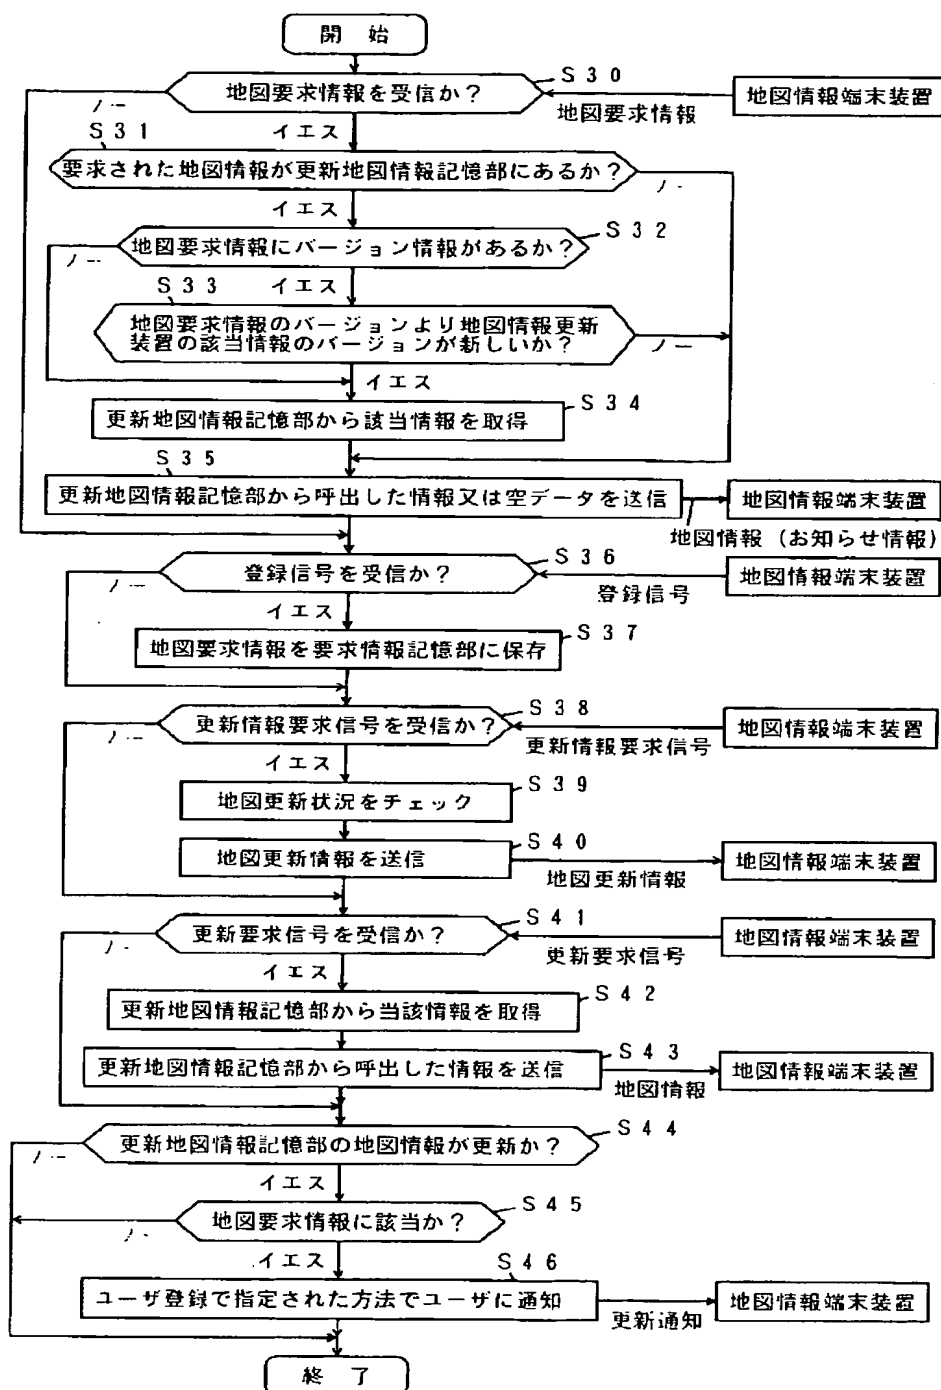 開 始
S30
地図要求情報を受信か?
地図情報端末装置
地図要求情報
ノー
イエス
S31
要求された地図情報が更新地図情報記憶部にあるか?
ノー
イエス
S32
地図要求情報にバージョン情報があるか?
ノー
イエス
S33
地図要求情報のバージョンより地図情報更新
装置の該当情報のバージョンが新しいか?
ノー
イエス
S34
更新地図情報記憶部から該当情報を取得
S35
更新地図情報記憶部から呼出した情報又は空データを送信
地図情報端末装置
地図情報(お知らせ情報)
S36
登録信号を受信か?
地図情報端末装置
登録信号
ノー
イエス
S37
地図要求情報を要求情報記憶部に保存
S38
更新情報要求信号を受信か?
地図情報端末装置
更新情報要求信号
ノー
イエス
S39
地図更新状況をチェック
S40
地図更新情報を送信
地図情報端末装置
地図更新情報
S41
更新要求信号を受信か?
地図情報端末装置
更新要求信号
ノー
イエス
S42
更新地図情報記憶部から当該情報を取得
S43
更新地図情報記憶部から呼出した情報を送信
地図情報端末装置
地図情報
S44
更新地図情報記憶部の地図情報が更新か?
ノー
イエス
S45
地図要求情報に該当か?
ノー
イエス
S46
ユーザ登録で指定された方法でユーザに通知
地図情報端末装置
更新通知
終 了